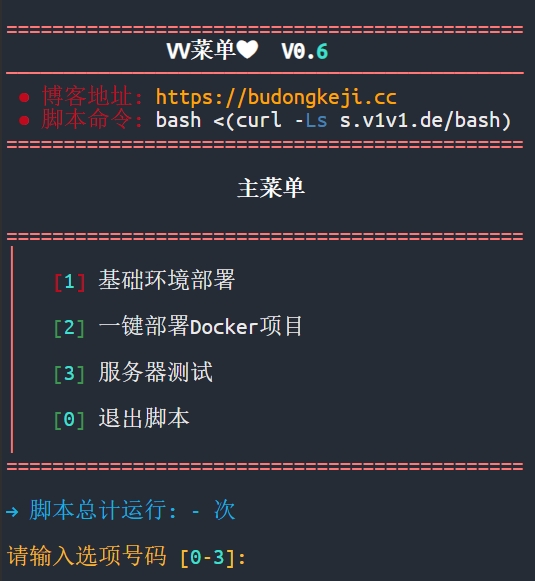 VV菜单♥ V0.6
● 博客地址: https://budongkeji.cc
● 脚本命令: bash <(curl -Ls s.v1v1.de/bash)
主菜单
[1] 基础环境部署
[2] 一键部署Docker项目
[3] 服务器测试
[0] 退出脚本
→ 脚本总计运行: - 次
请输入选项号码 [0-3]: